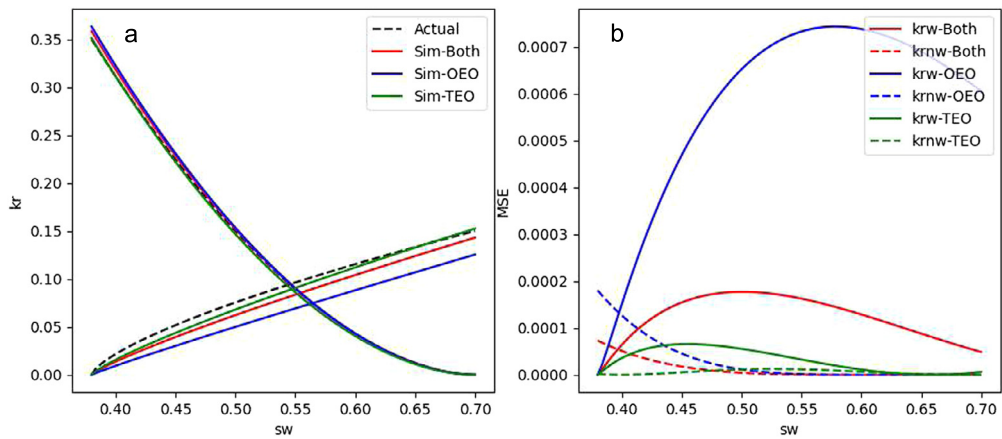 a
Actual
Sim-Both
Sim-OEO
Sim-TEO
kr
0.35
0.30
0.25
0.20
0.15
0.10
0.05
0.00
0.40 0.45 0.50 0.55 0.60 0.65 0.70
sw
b
krw-Both
krnw-Both
krw-OEO
krnw-OEO
krw-TEO
krnw-TEO
MSE
0.0007
0.0006
0.0005
0.0004
0.0003
0.0002
0.0001
0.0000
0.40 0.45 0.50 0.55 0.60 0.65 0.70
sw